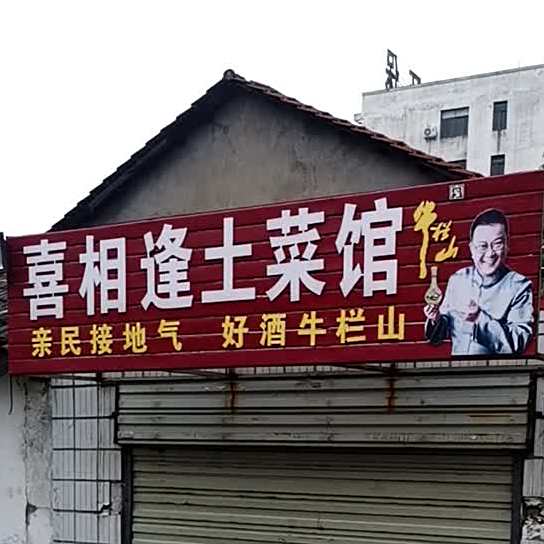 喜相逢土菜馆
牛栏山
亲民接地气 好酒牛栏山